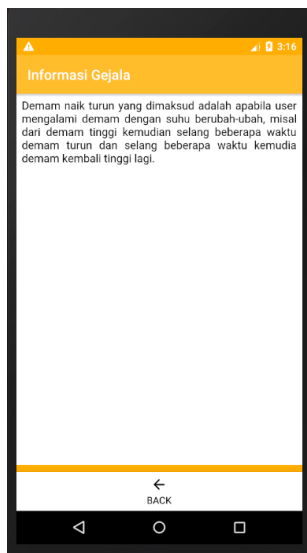 3:16
Informasi Gejala
Demam naik turun yang dimaksud adalah apabila user
mengalami demam dengan suhu berubah-ubah, misal
dari demam tinggi kemudian selang beberapa waktu
demam turun dan selang beberapa waktu kemudia
demam kembali tinggi lagi.
BACK